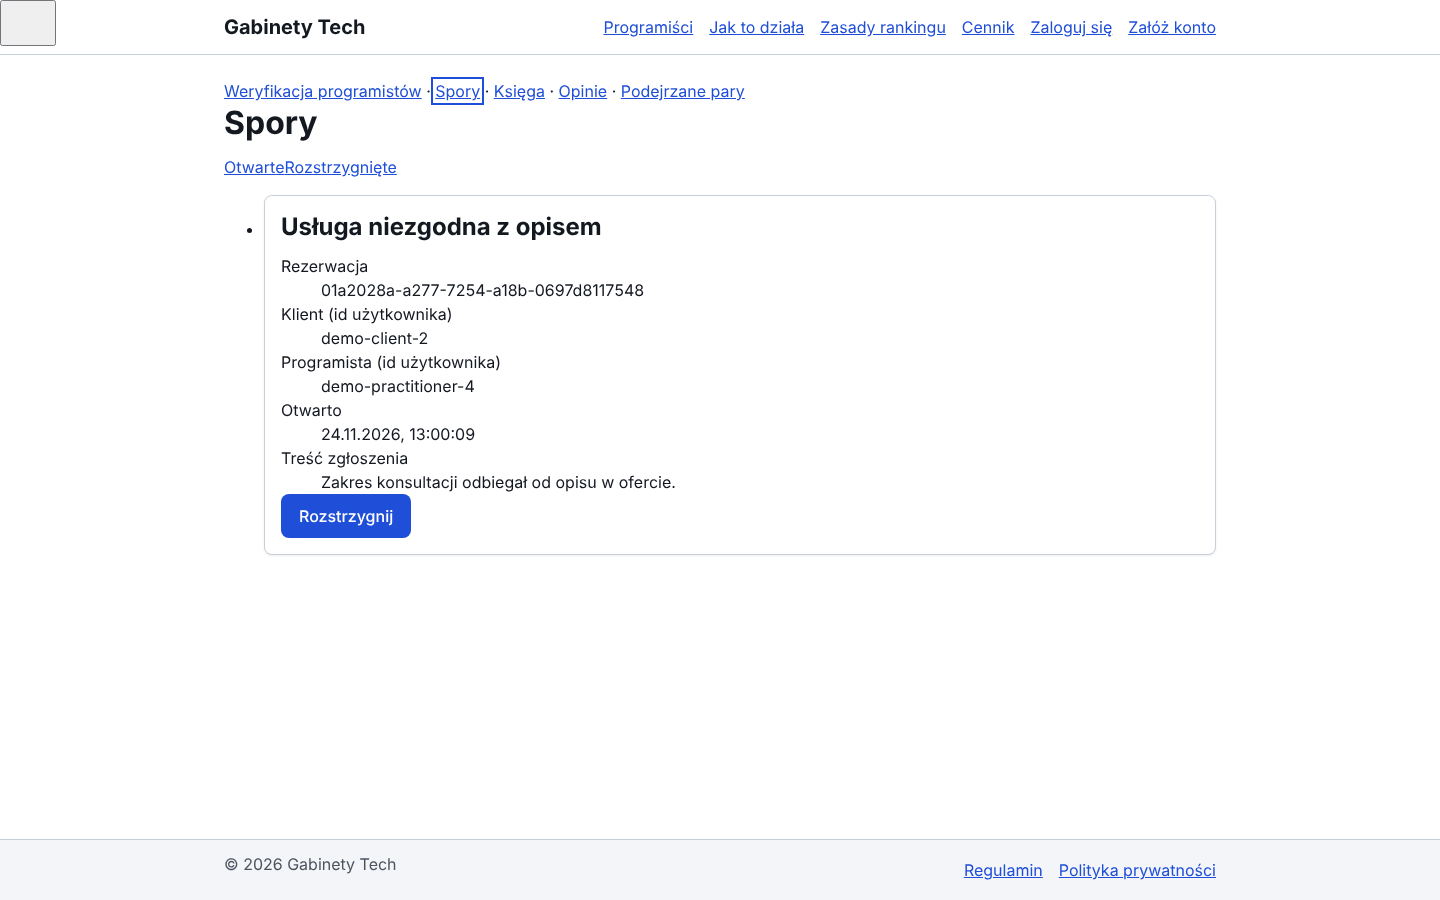 Gabinety Tech
Programiści Jak to działa Zasady rankingu Cennik Zaloguj się Załóż konto
Weryfikacja programistów · Spory · Księga · Opinie · Podejrzane pary
Spory
OtwarteRozstrzygnięte
Usługa niezgodna z opisem
Rezerwacja
01a2028a-a277-7254-a18b-0697d8117548
Klient (id użytkownika)
demo-client-2
Programista (id użytkownika)
demo-practitioner-4
Otwarto
24.11.2026, 13:00:09
Treść zgłoszenia
Zakres konsultacji odbiegał od opisu w ofercie.
Rozstrzygnij
© 2026 Gabinety Tech
Regulamin Polityka prywatności